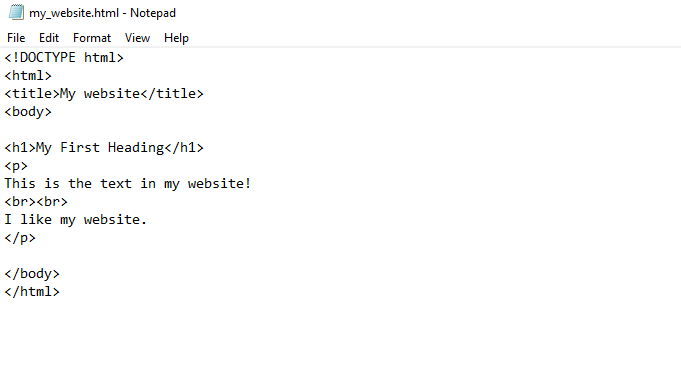 my_website.html - Notepad
File Edit Format View Help
<!DOCTYPE html>
<html>
<title>My website</title>
<body>
<h1>My First Heading</h1>
<p>
This is the text in my website!
<br><br>
I like my website.
</p>
</body>
</html>